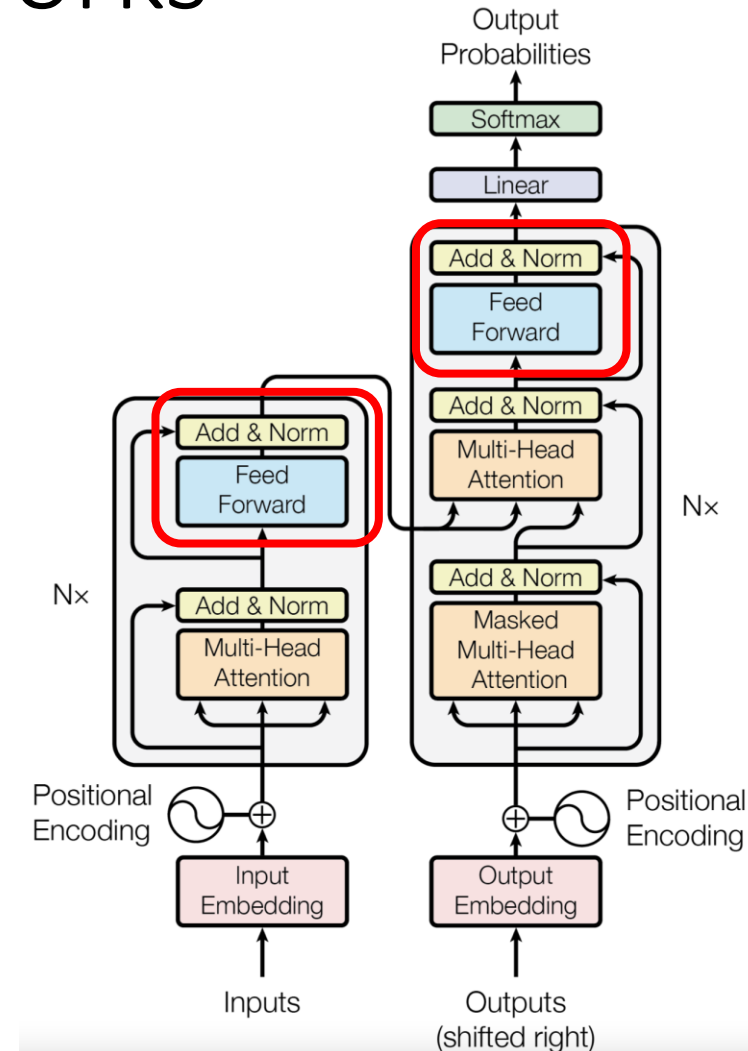 Output
Probabilities
Softmax
Linear
Add & Norm
Feed
Forward
Add & Norm
Multi-Head
Attention
N×
Add & Norm
Masked
Multi-Head
Attention
Positional
Encoding
Output
Embedding
Outputs
(shifted right)
Add & Norm
Feed
Forward
N×
Add & Norm
Multi-Head
Attention
Positional
Encoding
Input
Embedding
Inputs